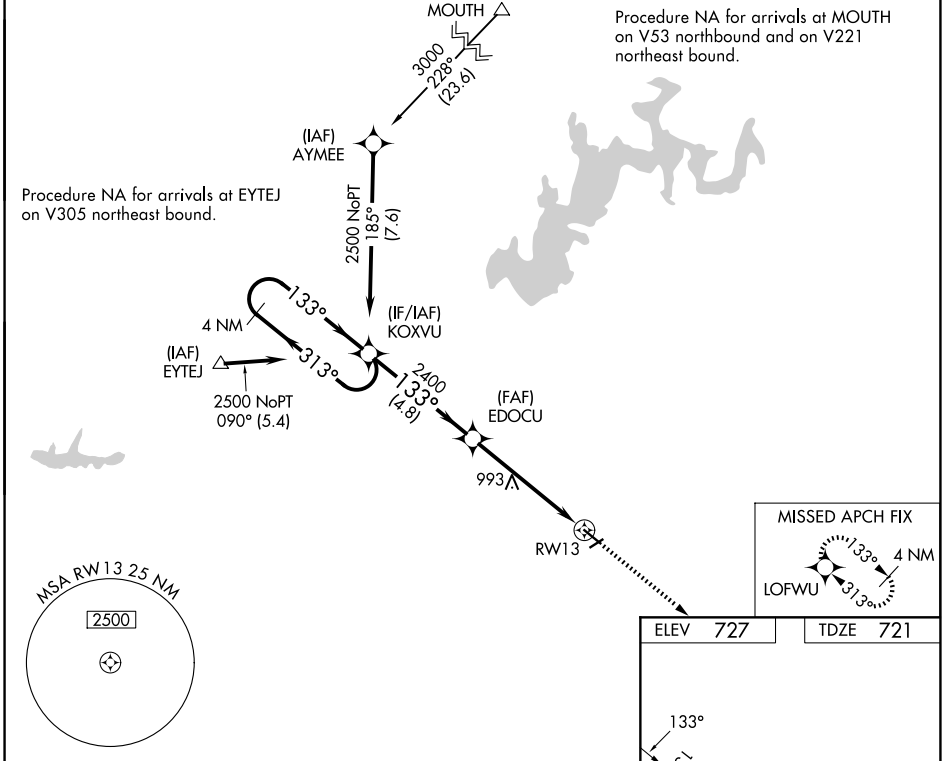 MOUTH
Procedure NA for arrivals at MOUTH
on V53 northbound and on V221
northeast bound.
3000
228°
(23.6)
(IAF)
AYMEE
Procedure NA for arrivals at EYTEJ
on V305 northeast bound.
2500 NoPT
185°
(7.6)
133°
4 NM
(IF/IAF)
KOXVU
(IAF)
EYTEJ
313°
2500 NoPT
090° (5.4)
2400
133°
(4.8)
(FAF)
EDOCU
993
RW13
MISSED APCH FIX
133°
4 NM
LOFWU
313°
MSA RW13 25 NM
2500
ELEV 727
TDZE 721
133°